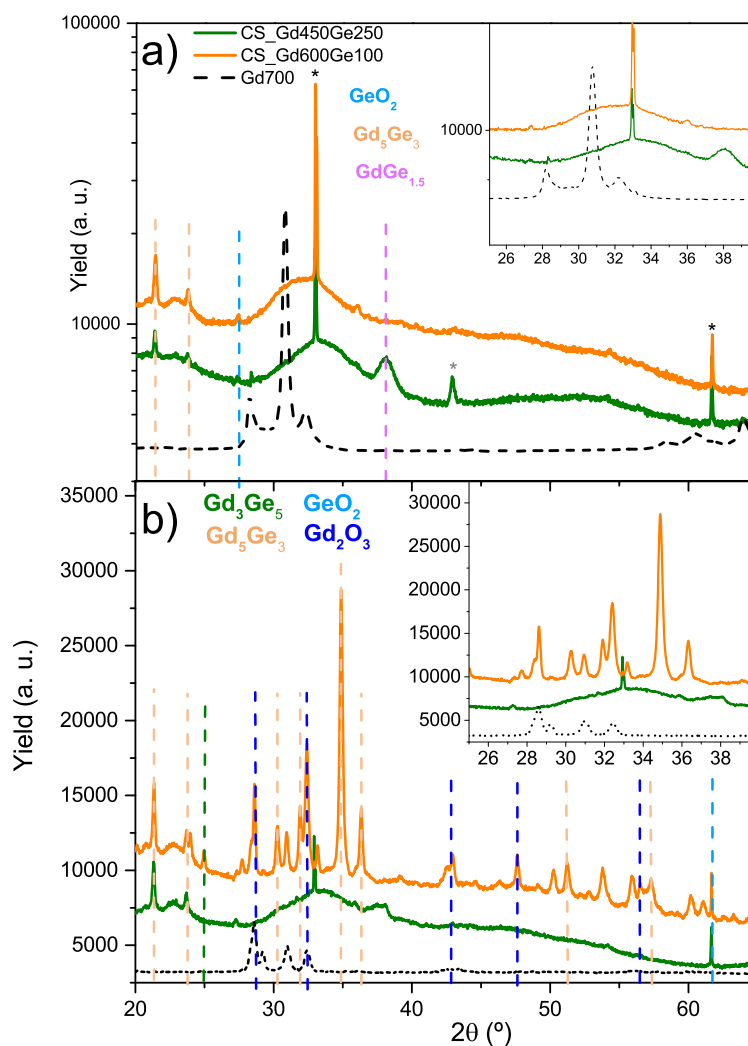 100000
10000
Yield (a. u.)
a)
CS_Gd450Ge250
CS_Gd600Ge100
Gd700
*
GeO₂
Gd₅Ge₃
GdGe₁.₅
*
*
10000
26 28 30 32 34 36 38
b)
Gd₃Ge₅ GeO₂
Gd₅Ge₃ Gd₂O₃
35000
30000
25000
20000
15000
10000
5000
Yield (a. u.)
30000
25000
20000
15000
10000
5000
26 28 30 32 34 36 38
20 30 40 50 60
2θ (º)